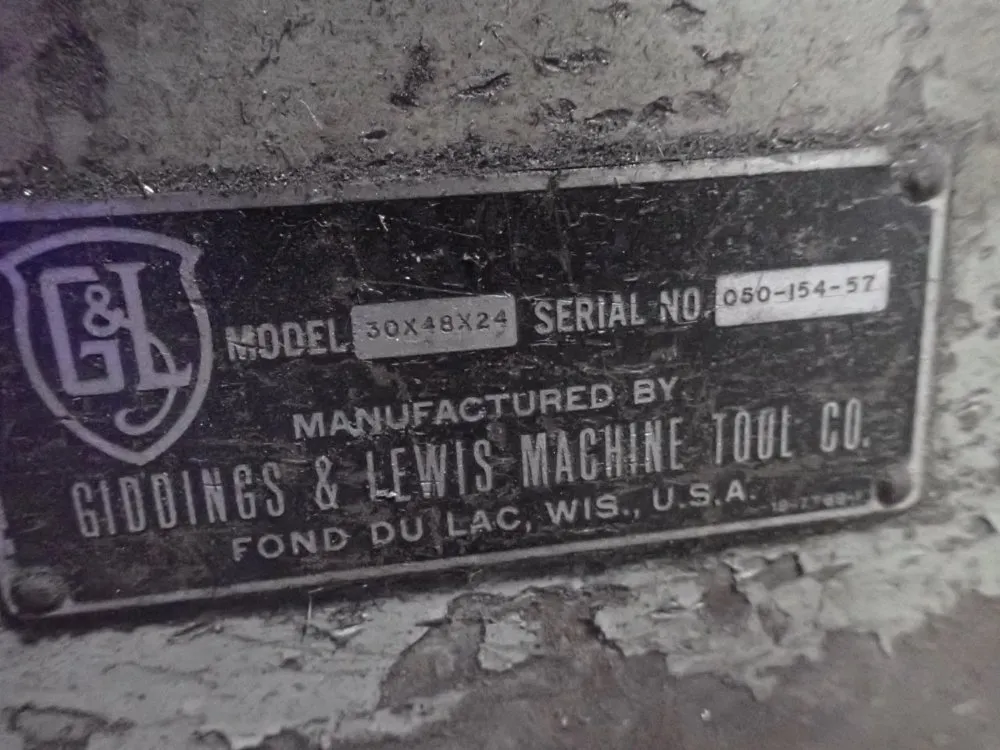 G&L
MODEL 30X48X24 SERIAL NO. 050-154-57
MANUFACTURED BY
GIDDINGS & LEWIS MACHINE TOOL CO.
FOND DU LAC, WIS., U.S.A.